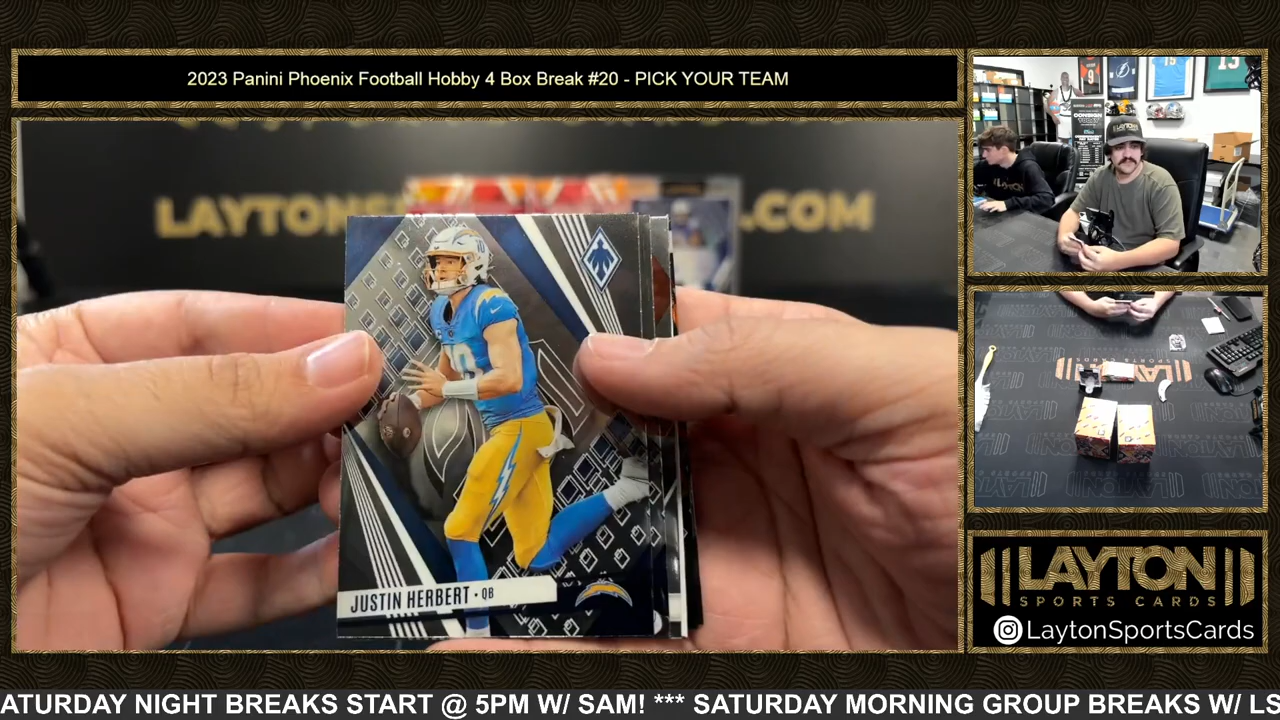 2023 Panini Phoenix Football Hobby 4 Box Break #20 - PICK YOUR TEAM
LAYTONS
.COM
JUSTIN HERBERT • QB
LAYTON
SPORTS CARDS
LaytonSportsCards
ATURDAY NIGHT BREAKS START @ 5PM W/ SAM! *** SATURDAY MORNING GROUP BREAKS W/ LS